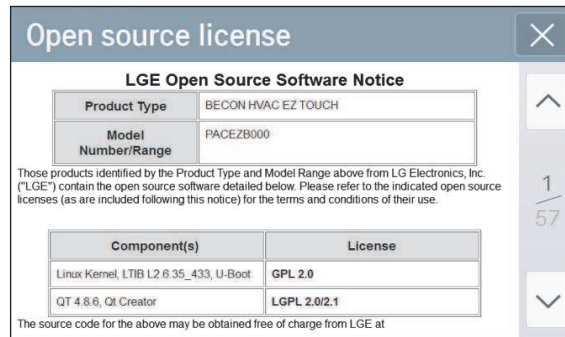 Open source license
LGE Open Source Software Notice
Product Type BECON HVAC EZ TOUCH
Model
Number/Range PACEZB000
Those products identified by the Product Type and Model Range above from LG Electronics, Inc.
("LGE") contain the open source software detailed below. Please refer to the indicated open source
licenses (as are included following this notice) for the terms and conditions of their use.
1
57
Component(s) License
Linux Kernel, LTIB L2.6.35_433, U-Boot GPL 2.0
QT 4.8.6, Qt Creator LGPL 2.0/2.1
The source code for the above may be obtained free of charge from LGE at